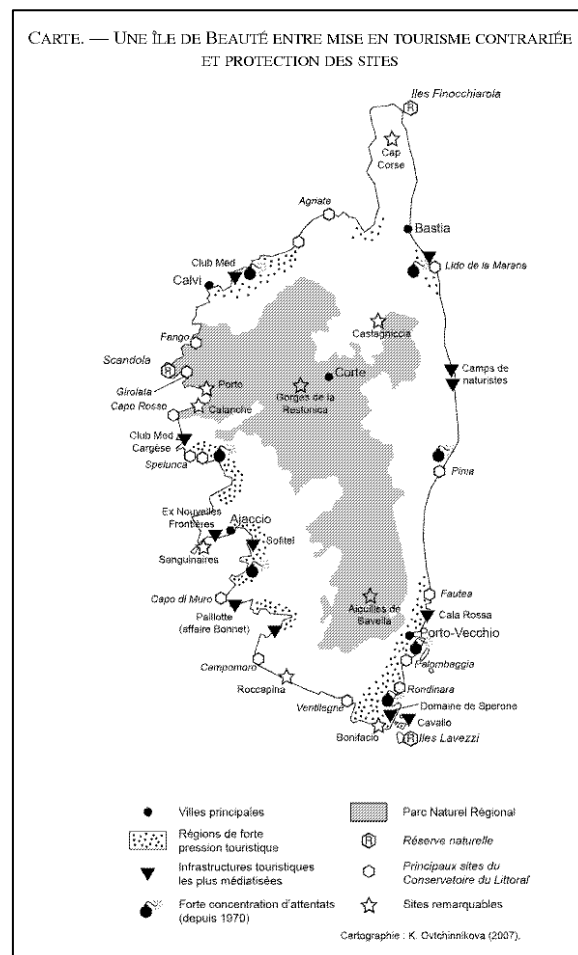 CARTE. — UNE ÎLE DE BEAUTÉ ENTRE MISE EN TOURISME CONTRARIÉE
ET PROTECTION DES SITES
Iles Finocchiarola
R
Cap
Corse
Agriate
Bastia
Club Med
Lido de la Marana
Calvi
Castagniccia
Fango
Scandola
R
Corte
Camps de
naturistes
Girolata
Porto
Gorges de la
Restonica
Capo Rosso
Calanche
Club Med
Cargèse
Spelunca
Pinia
Ex Nouvelles
Frontières
Ajaccio
Sofitel
Sanguinaires
Capo di Muro
Aiguilles de
Bavella
Fautea
Cala Rossa
Paillotte
(affaire Bonnet)
Porto-Vecchio
Palombaggia
Campomoro
Roccapina
Rondinara
Ventilegne
Domaine de Sperone
Cavallo
Bonifacio
R
Iles Lavezzi
Villes principales
Parc Naturel Régional
Régions de forte
pression touristique
R
Réserve naturelle
Infrastructures touristiques
les plus médiatisées
Principaux sites du
Conservatoire du Littoral
Forte concentration d'attentats
(depuis 1970)
Sites remarquables
Cartographie : K. Ovtchinnikova (2007).